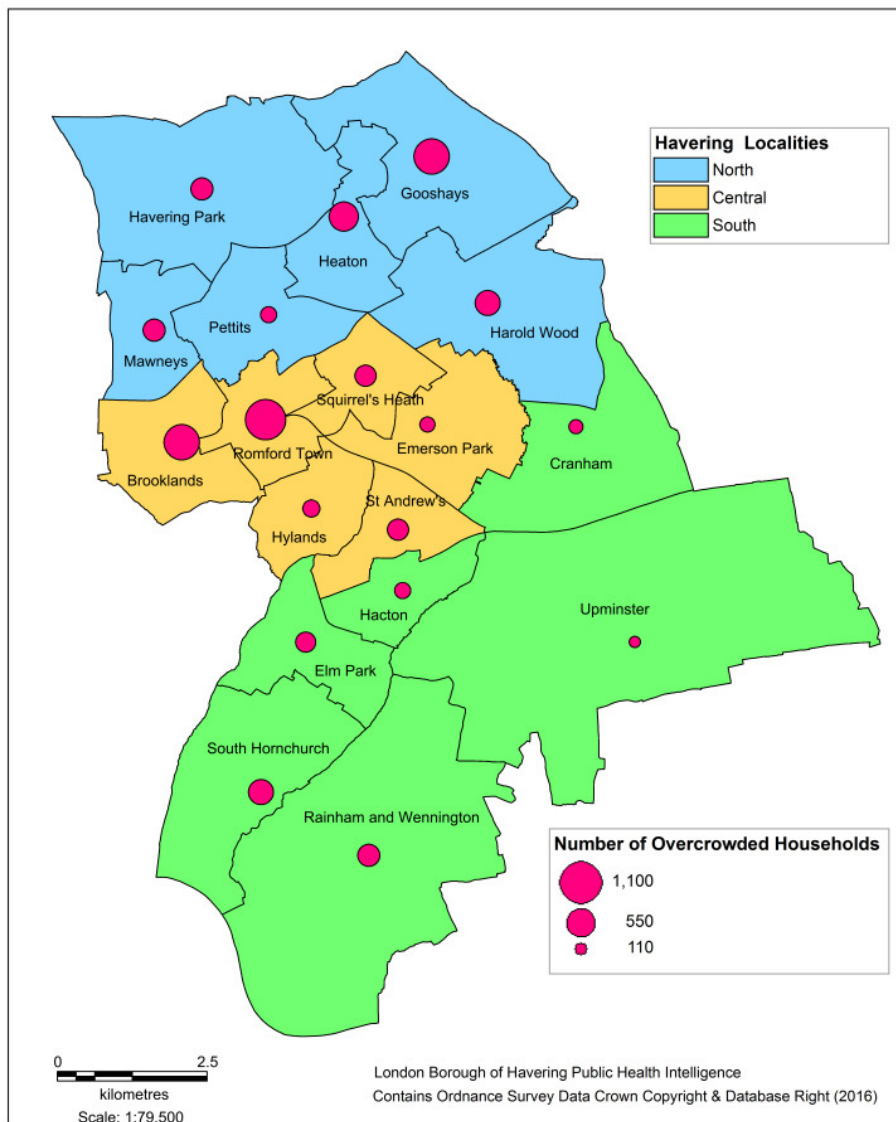 Havering  Localities
North
Central
South
Gooshays
Havering Park
Heaton
Harold Wood
Pettits
Mawneys
Squirrel's Heath
Emerson Park
Romford Town
Cranham
Brooklands
St Andrew's
Hylands
Hacton
Upminster
Elm Park
South Hornchurch
Rainham and Wennington
Number of Overcrowded Households
1,100
550
110
0 2.5
kilometres
Scale: 1:79,500
London Borough of Havering Public Health Intelligence
Contains Ordnance Survey Data Crown Copyright & Database Right (2016)